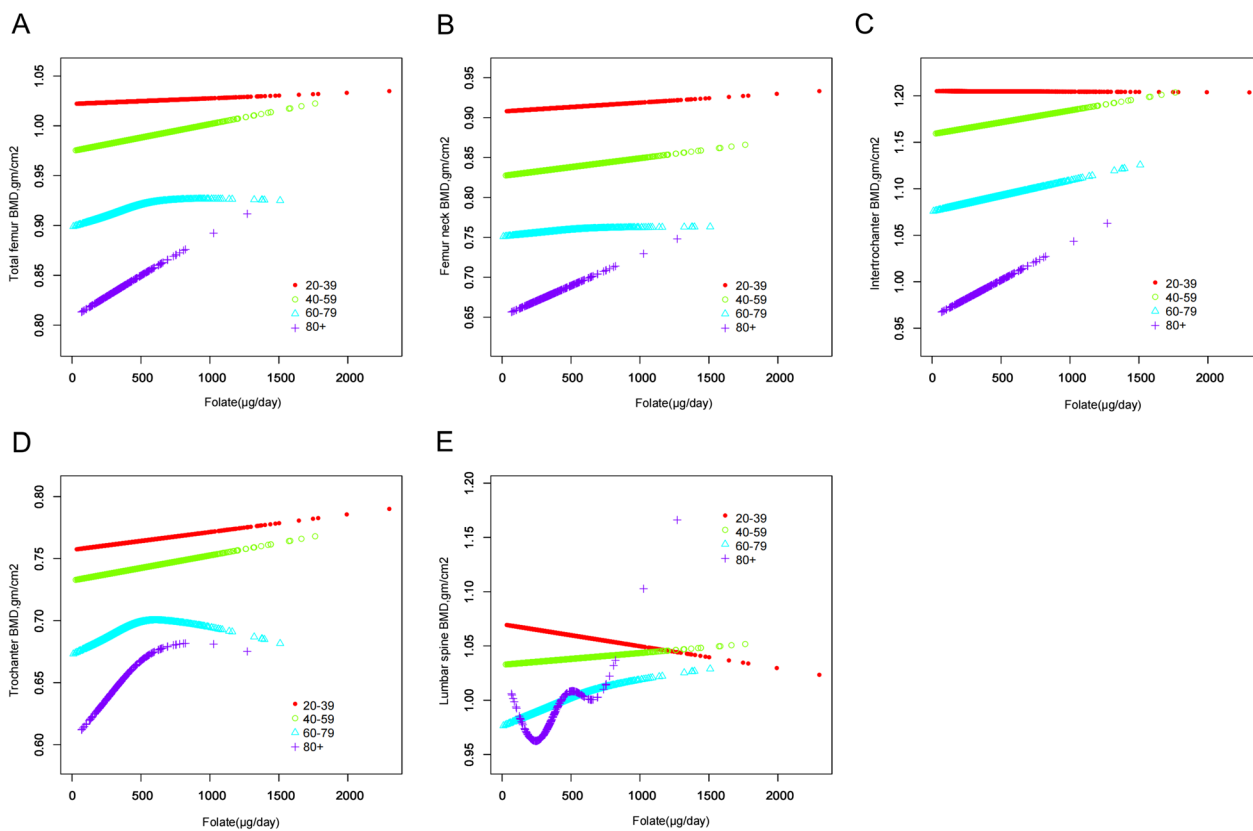 A
Total femur BMD,gm/cm2
1.05
1.00
0.95
0.90
0.85
0.80
20-39
40-59
60-79
80+
0 500 1000 1500 2000
Folate(µg/day)
B
Femur neck BMD,gm/cm2
0.95
0.90
0.85
0.80
0.75
0.70
0.65
20-39
40-59
60-79
80+
0 500 1000 1500 2000
Folate(µg/day)
C
Intertrochanter BMD,gm/cm2
1.20
1.15
1.10
1.05
1.00
0.95
20-39
40-59
60-79
80+
0 500 1000 1500 2000
Folate(µg/day)
D
Trochanter BMD,gm/cm2
0.80
0.75
0.70
0.65
0.60
20-39
40-59
60-79
80+
0 500 1000 1500 2000
Folate(µg/day)
E
Lumbar spine BMD,gm/cm2
1.20
1.15
1.10
1.05
1.00
0.95
20-39
40-59
60-79
80+
0 500 1000 1500 2000
Folate(µg/day)